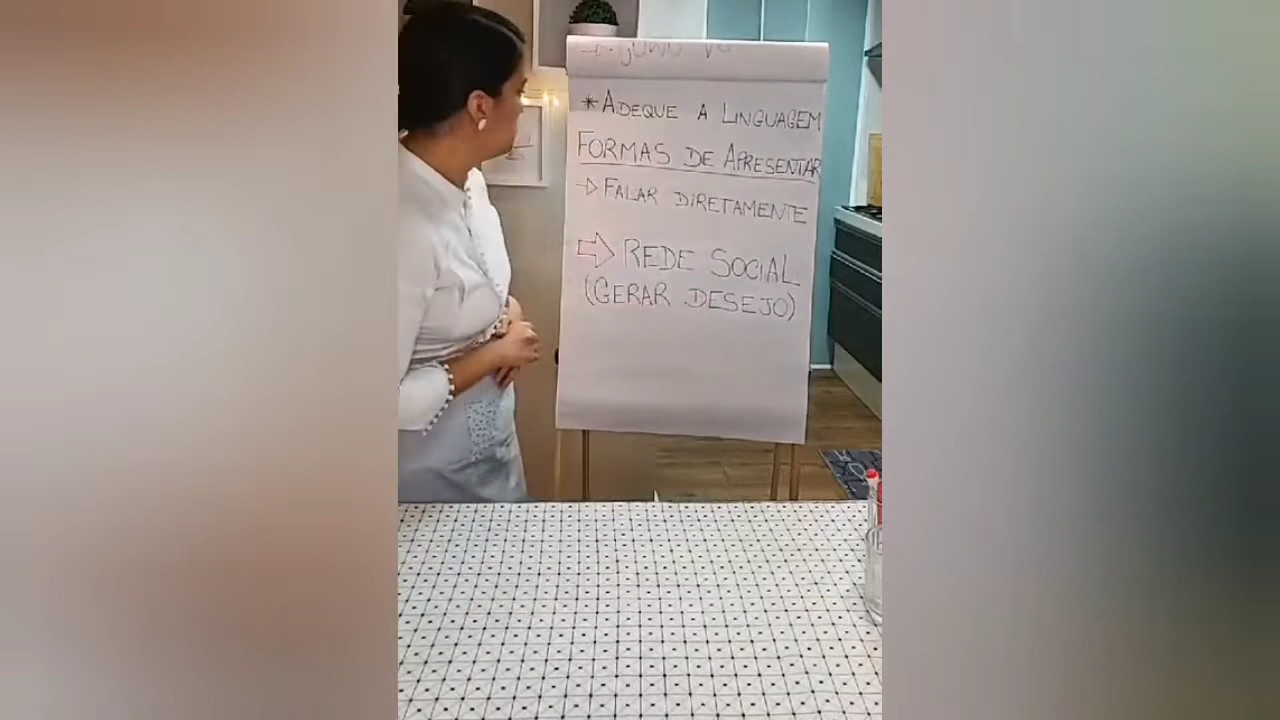 * ADEQUE A LINGUAGEM
FORMAS DE APRESENTAR
→ FALAR DIRETAMENTE
⇨ REDE SOCIAL
(GERAR DESEJO)